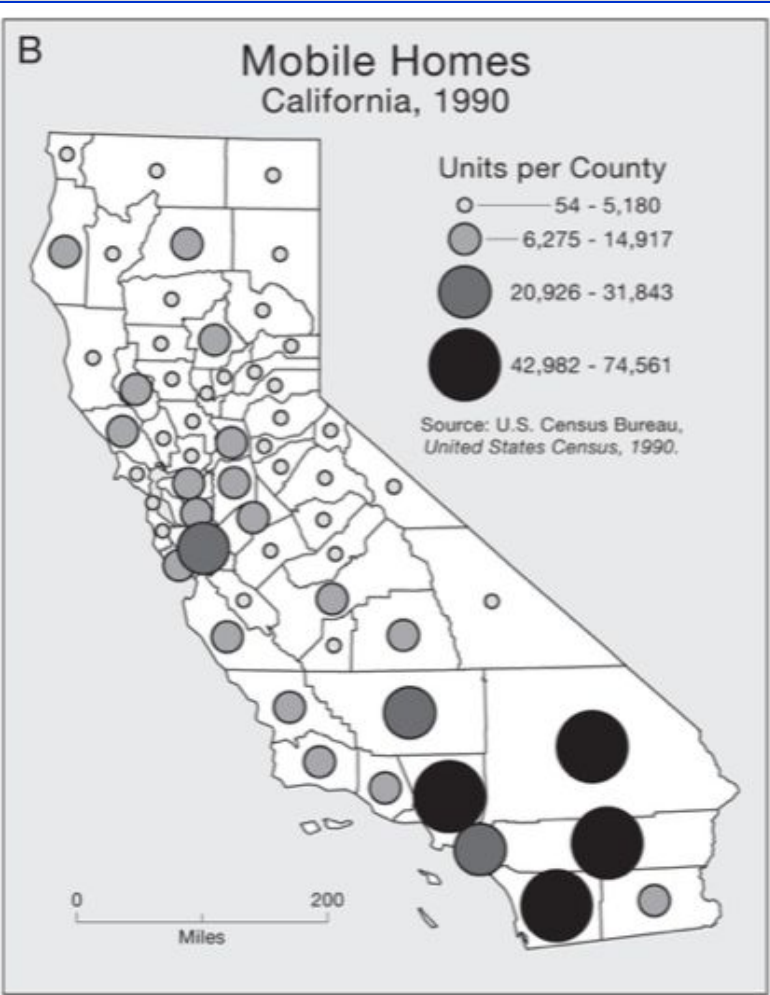 B
Mobile Homes
California, 1990
Units per County
54 - 5,180
6,275 - 14,917
20,926 - 31,843
42,982 - 74,561
Source: U.S. Census Bureau,
United States Census, 1990.
0 200
Miles